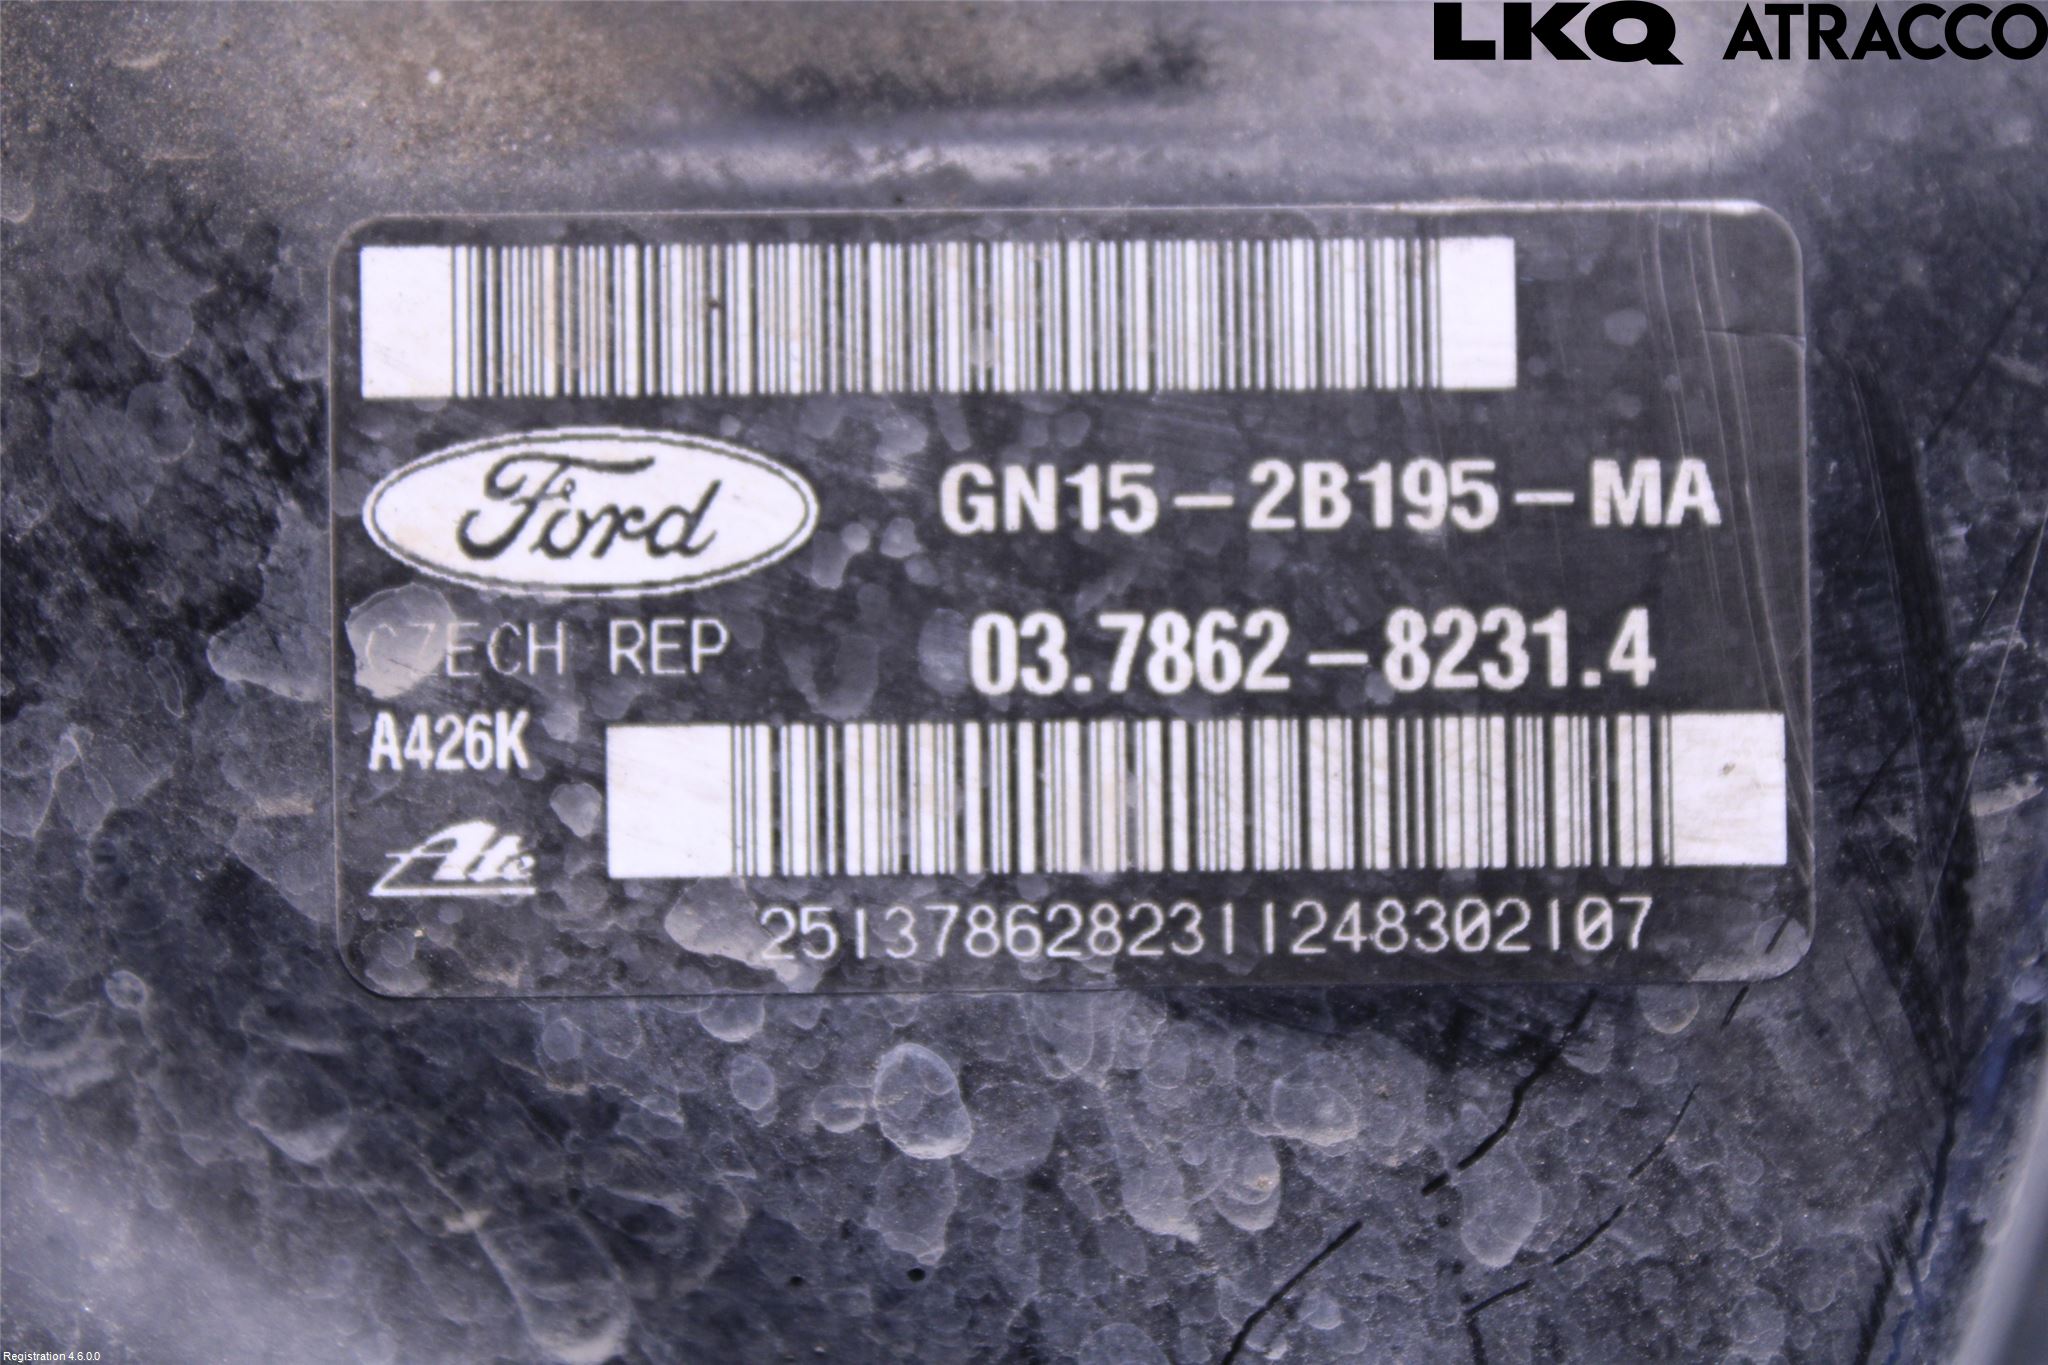 LKQ ATRACCO
Ford
GN15-2B195-MA
CZECH REP
03.7862-8231.4
A426K
Ate
2513786282311248302107
Registration 4.6.0.0